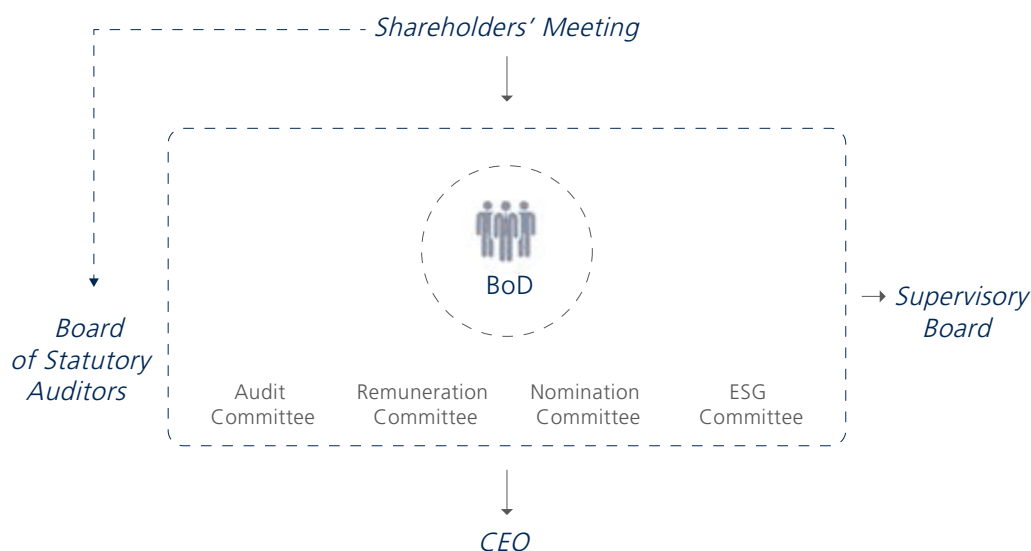 Shareholders’ Meeting
BoD
Supervisory
Board
Board
of Statutory
Auditors
Audit
Committee
Remuneration
Committee
Nomination
Committee
ESG
Committee
CEO